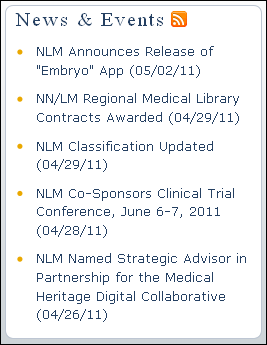 News & Events
NLM Announces Release of
"Embryo" App (05/02/11)
NN/LM Regional Medical Library
Contracts Awarded (04/29/11)
NLM Classification Updated
(04/29/11)
NLM Co-Sponsors Clinical Trial
Conference, June 6-7, 2011
(04/28/11)
NLM Named Strategic Advisor in
Partnership for the Medical
Heritage Digital Collaborative
(04/26/11)